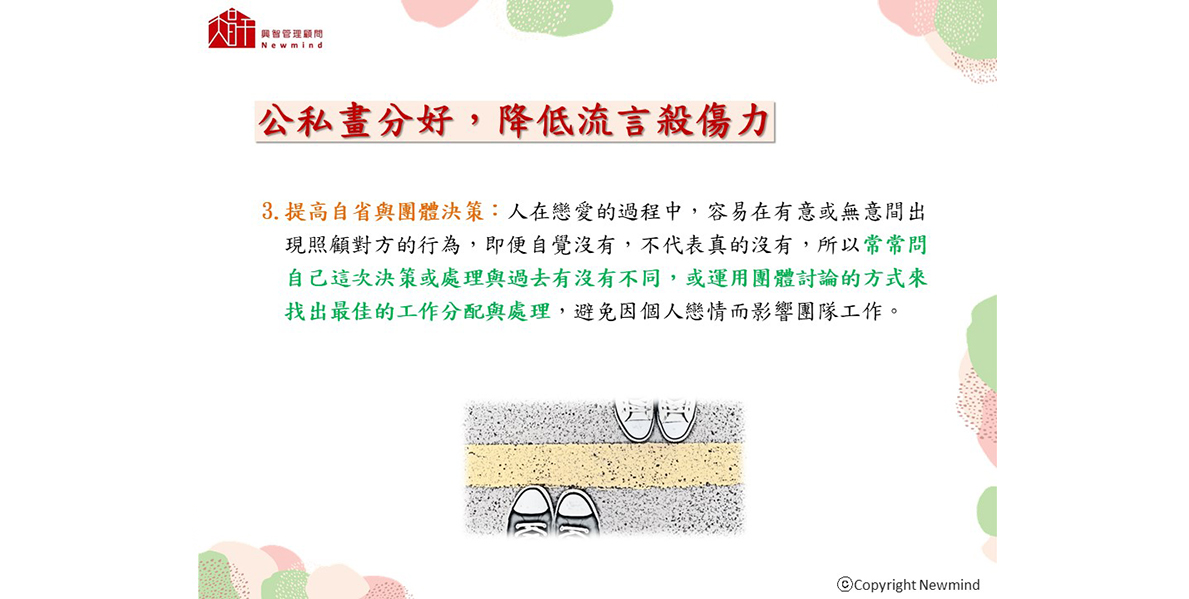 興智管理顧問
Newmind
公私畫分好，降低流言殺傷力
3. 提高自省與團體決策：人在戀愛的過程中，容易在有意或無意間出
現照顧對方的行為，即便自覺沒有，不代表真的沒有，所以常常問
自己這次決策或處理與過去有沒有不同，或運用團體討論的方式來
找出最佳的工作分配與處理，避免因個人戀情而影響團隊工作。
ⓒCopyright Newmind